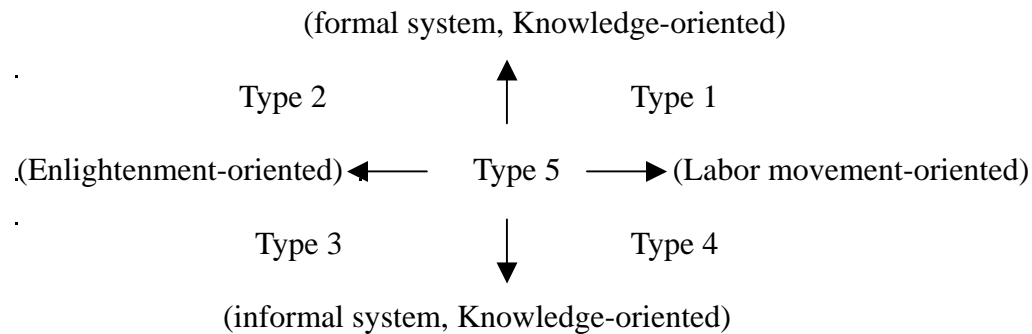 (formal system, Knowledge-oriented)
Type 2 Type 1
(Enlightenment-oriented) Type 5 (Labor movement-oriented)
Type 3 Type 4
(informal system, Knowledge-oriented)